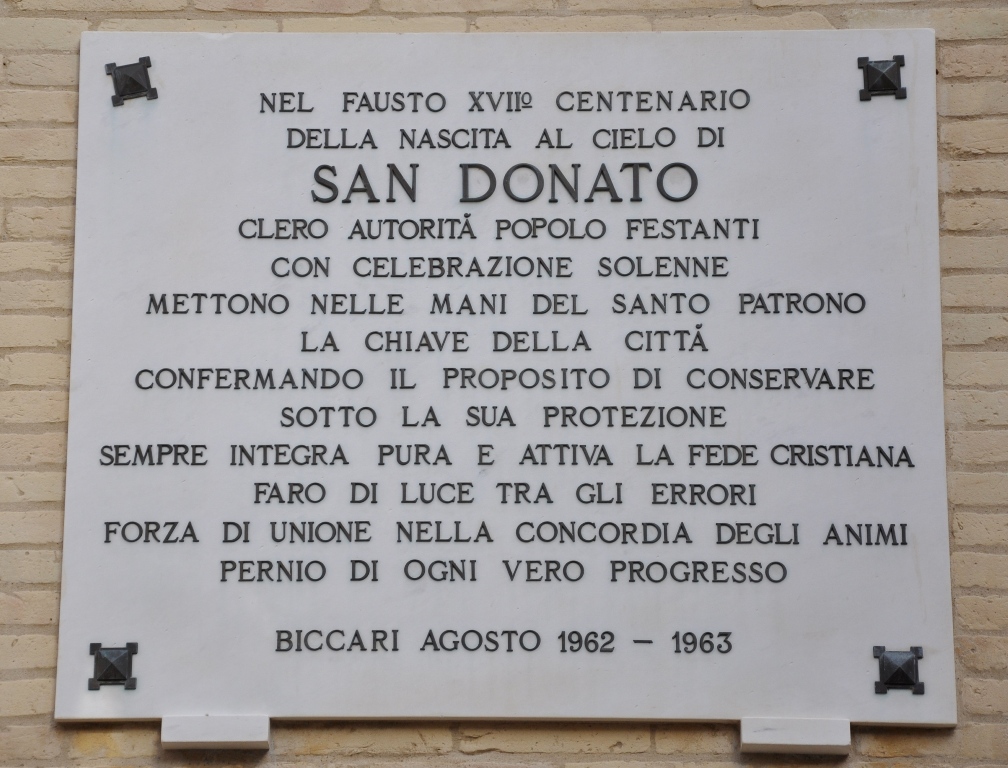 NEL FAUSTO XVIIº CENTENARIO
DELLA NASCITA AL CIELO DI
SAN DONATO
CLERO AUTORITÀ POPOLO FESTANTI
CON CELEBRAZIONE SOLENNE
METTONO NELLE MANI DEL SANTO PATRONO
LA CHIAVE DELLA CITTÀ
CONFERMANDO IL PROPOSITO DI CONSERVARE
SOTTO LA SUA PROTEZIONE
SEMPRE INTEGRA PURA E ATTIVA LA FEDE CRISTIANA
FARO DI LUCE TRA GLI ERRORI
FORZA DI UNIONE NELLA CONCORDIA DEGLI ANIMI
PERNIO DI OGNI VERO PROGRESSO
BICCARI AGOSTO 1962 – 1963